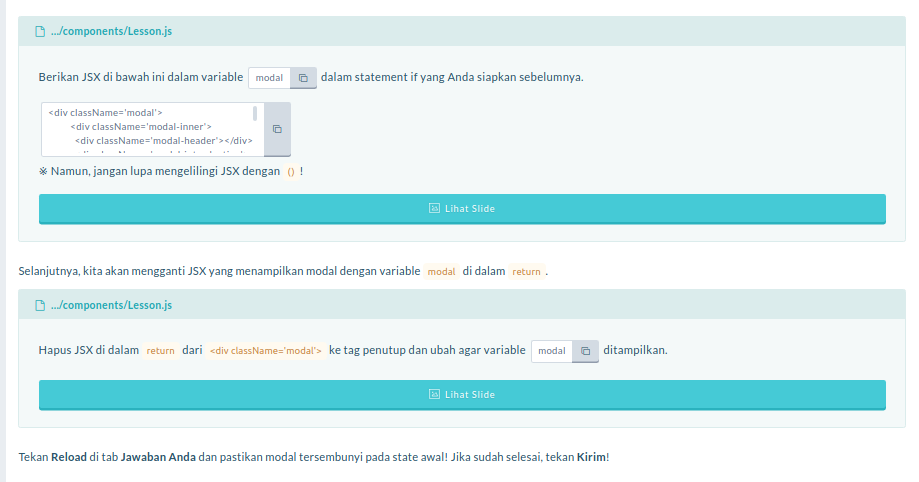 .../components/Lesson.js
Berikan JSX di bawah ini dalam variable modal dalam statement if yang Anda siapkan sebelumnya.
<div className='modal'>
<div className='modal-inner'>
<div className='modal-header'></div>
※ Namun, jangan lupa mengelilingi JSX dengan () !
Lihat Slide
Selanjutnya, kita akan mengganti JSX yang menampilkan modal dengan variable modal di dalam return .
.../components/Lesson.js
Hapus JSX di dalam return dari <div className='modal'> ke tag penutup dan ubah agar variable modal ditampilkan.
Lihat Slide
Tekan Reload di tab Jawaban Anda dan pastikan modal tersembunyi pada state awal! Jika sudah selesai, tekan Kirim!